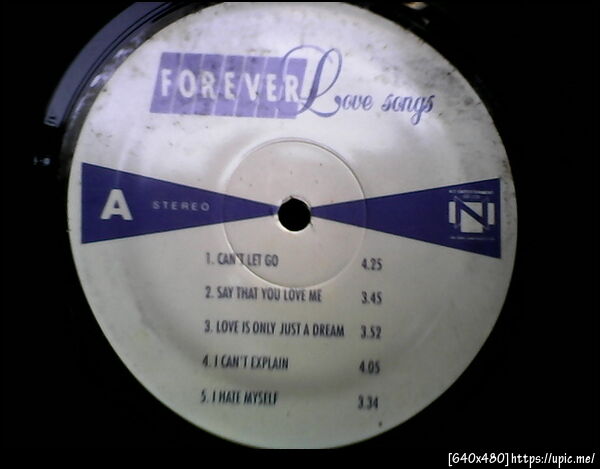 FOREVER Love songs
A STEREO
N
1. CAN'T LET GO 4.25
2. SAY THAT YOU LOVE ME 3.45
3. LOVE IS ONLY JUST A DREAM 3.52
4. I CAN'T EXPLAIN 4.05
5. I HATE MYSELF 3.34
[640x480]https://upic.me/